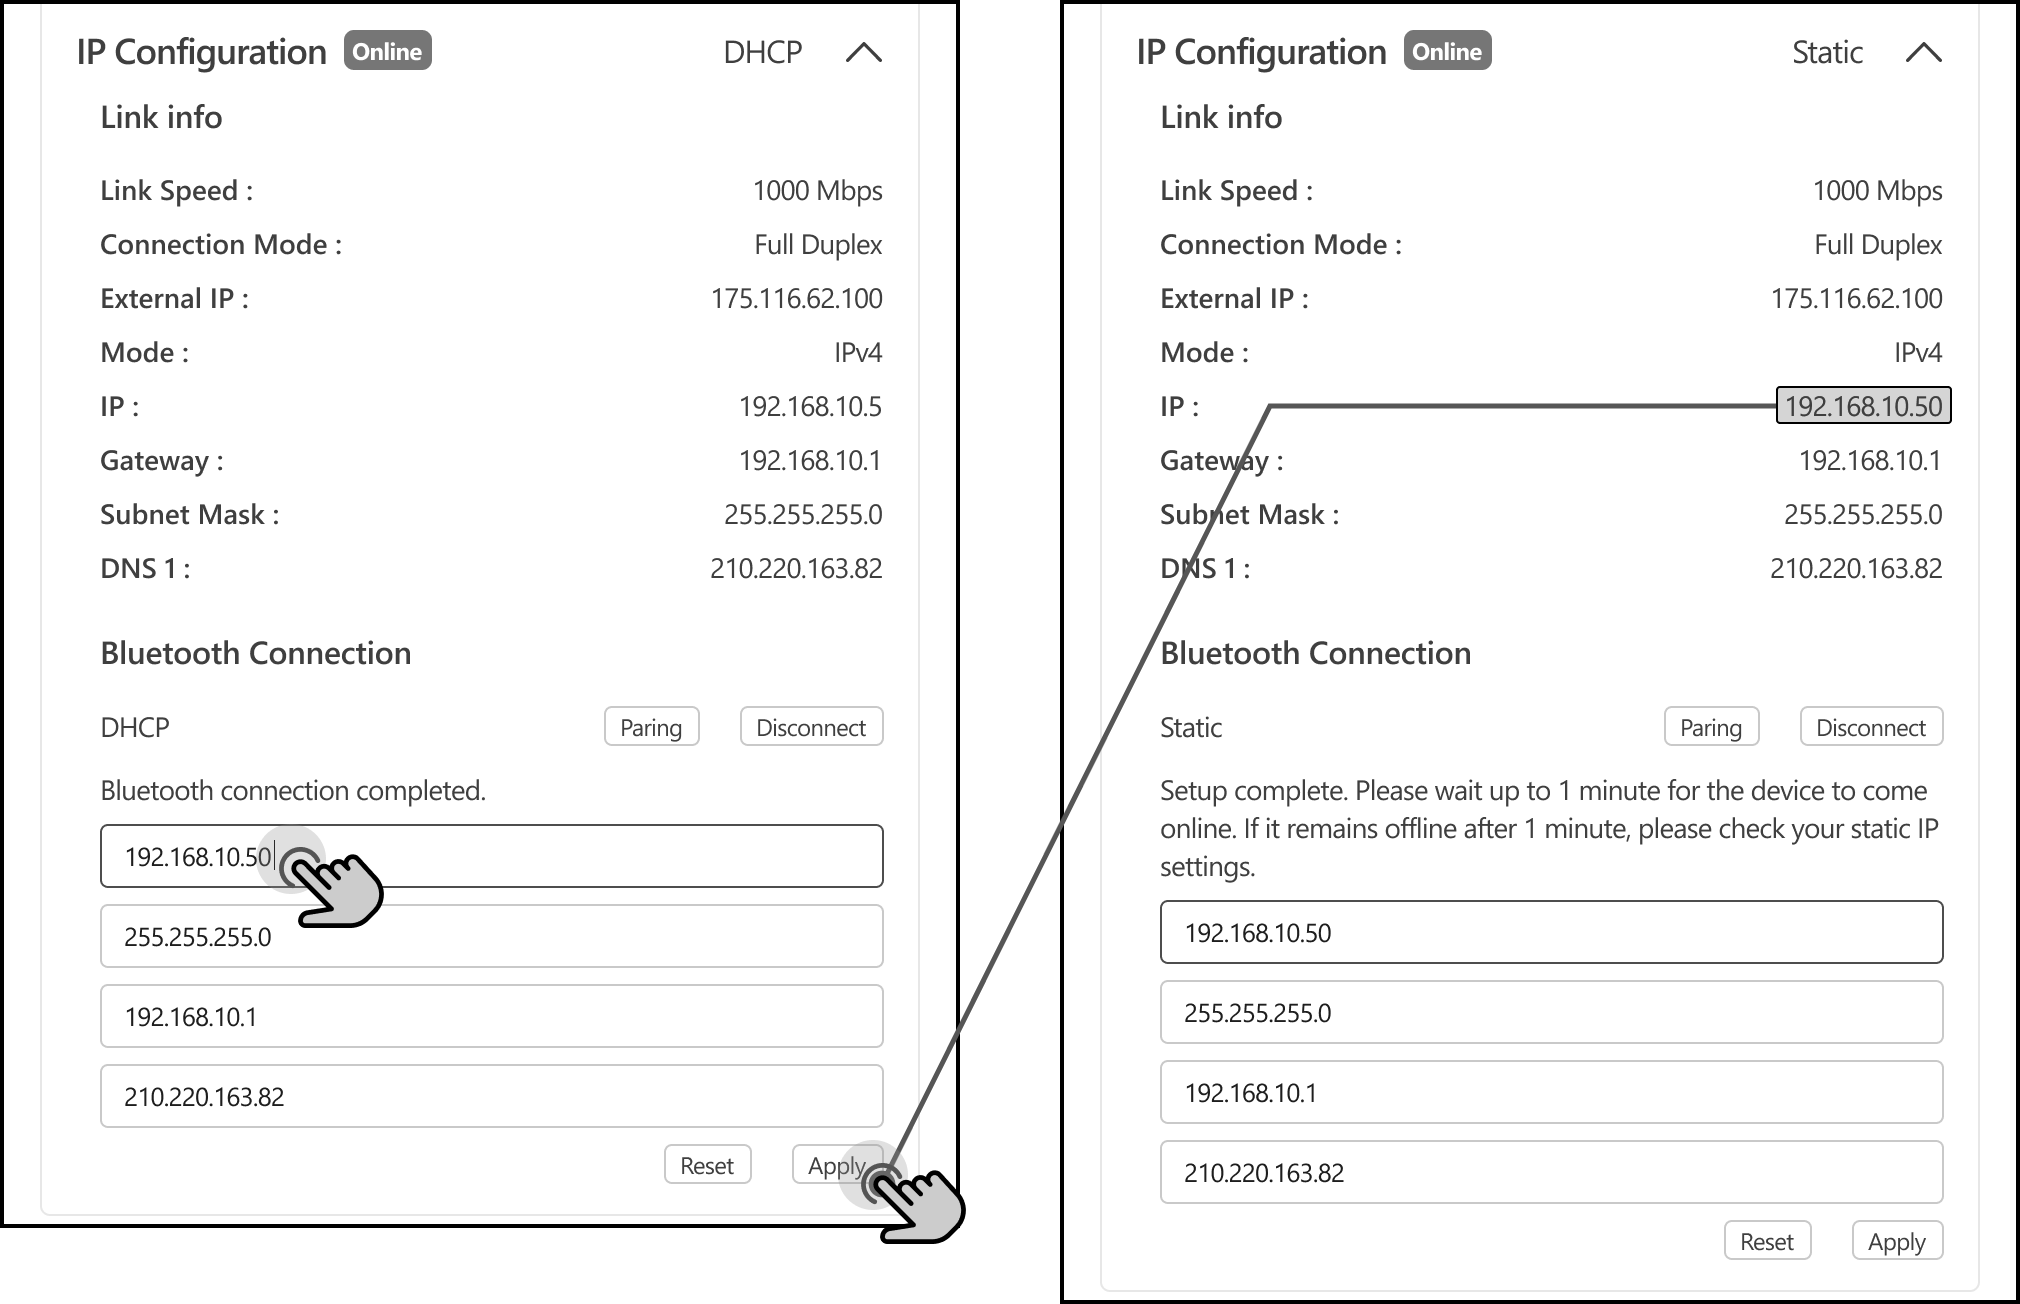 IP Configuration Online DHCP
Link info
Link Speed : 1000 Mbps
Connection Mode : Full Duplex
External IP : 175.116.62.100
Mode : IPv4
IP : 192.168.10.5
Gateway : 192.168.10.1
Subnet Mask : 255.255.255.0
DNS 1 : 210.220.163.82
Bluetooth Connection
DHCP Paring Disconnect
Bluetooth connection completed.
192.168.10.50
255.255.255.0
192.168.10.1
210.220.163.82
Reset Apply
IP Configuration Online Static
Link info
Link Speed : 1000 Mbps
Connection Mode : Full Duplex
External IP : 175.116.62.100
Mode : IPv4
IP : 192.168.10.50
Gateway : 192.168.10.1
Subnet Mask : 255.255.255.0
DNS 1 : 210.220.163.82
Bluetooth Connection
Static Paring Disconnect
Setup complete. Please wait up to 1 minute for the device to come
online. If it remains offline after 1 minute, please check your static IP
settings.
192.168.10.50
255.255.255.0
192.168.10.1
210.220.163.82
Reset Apply